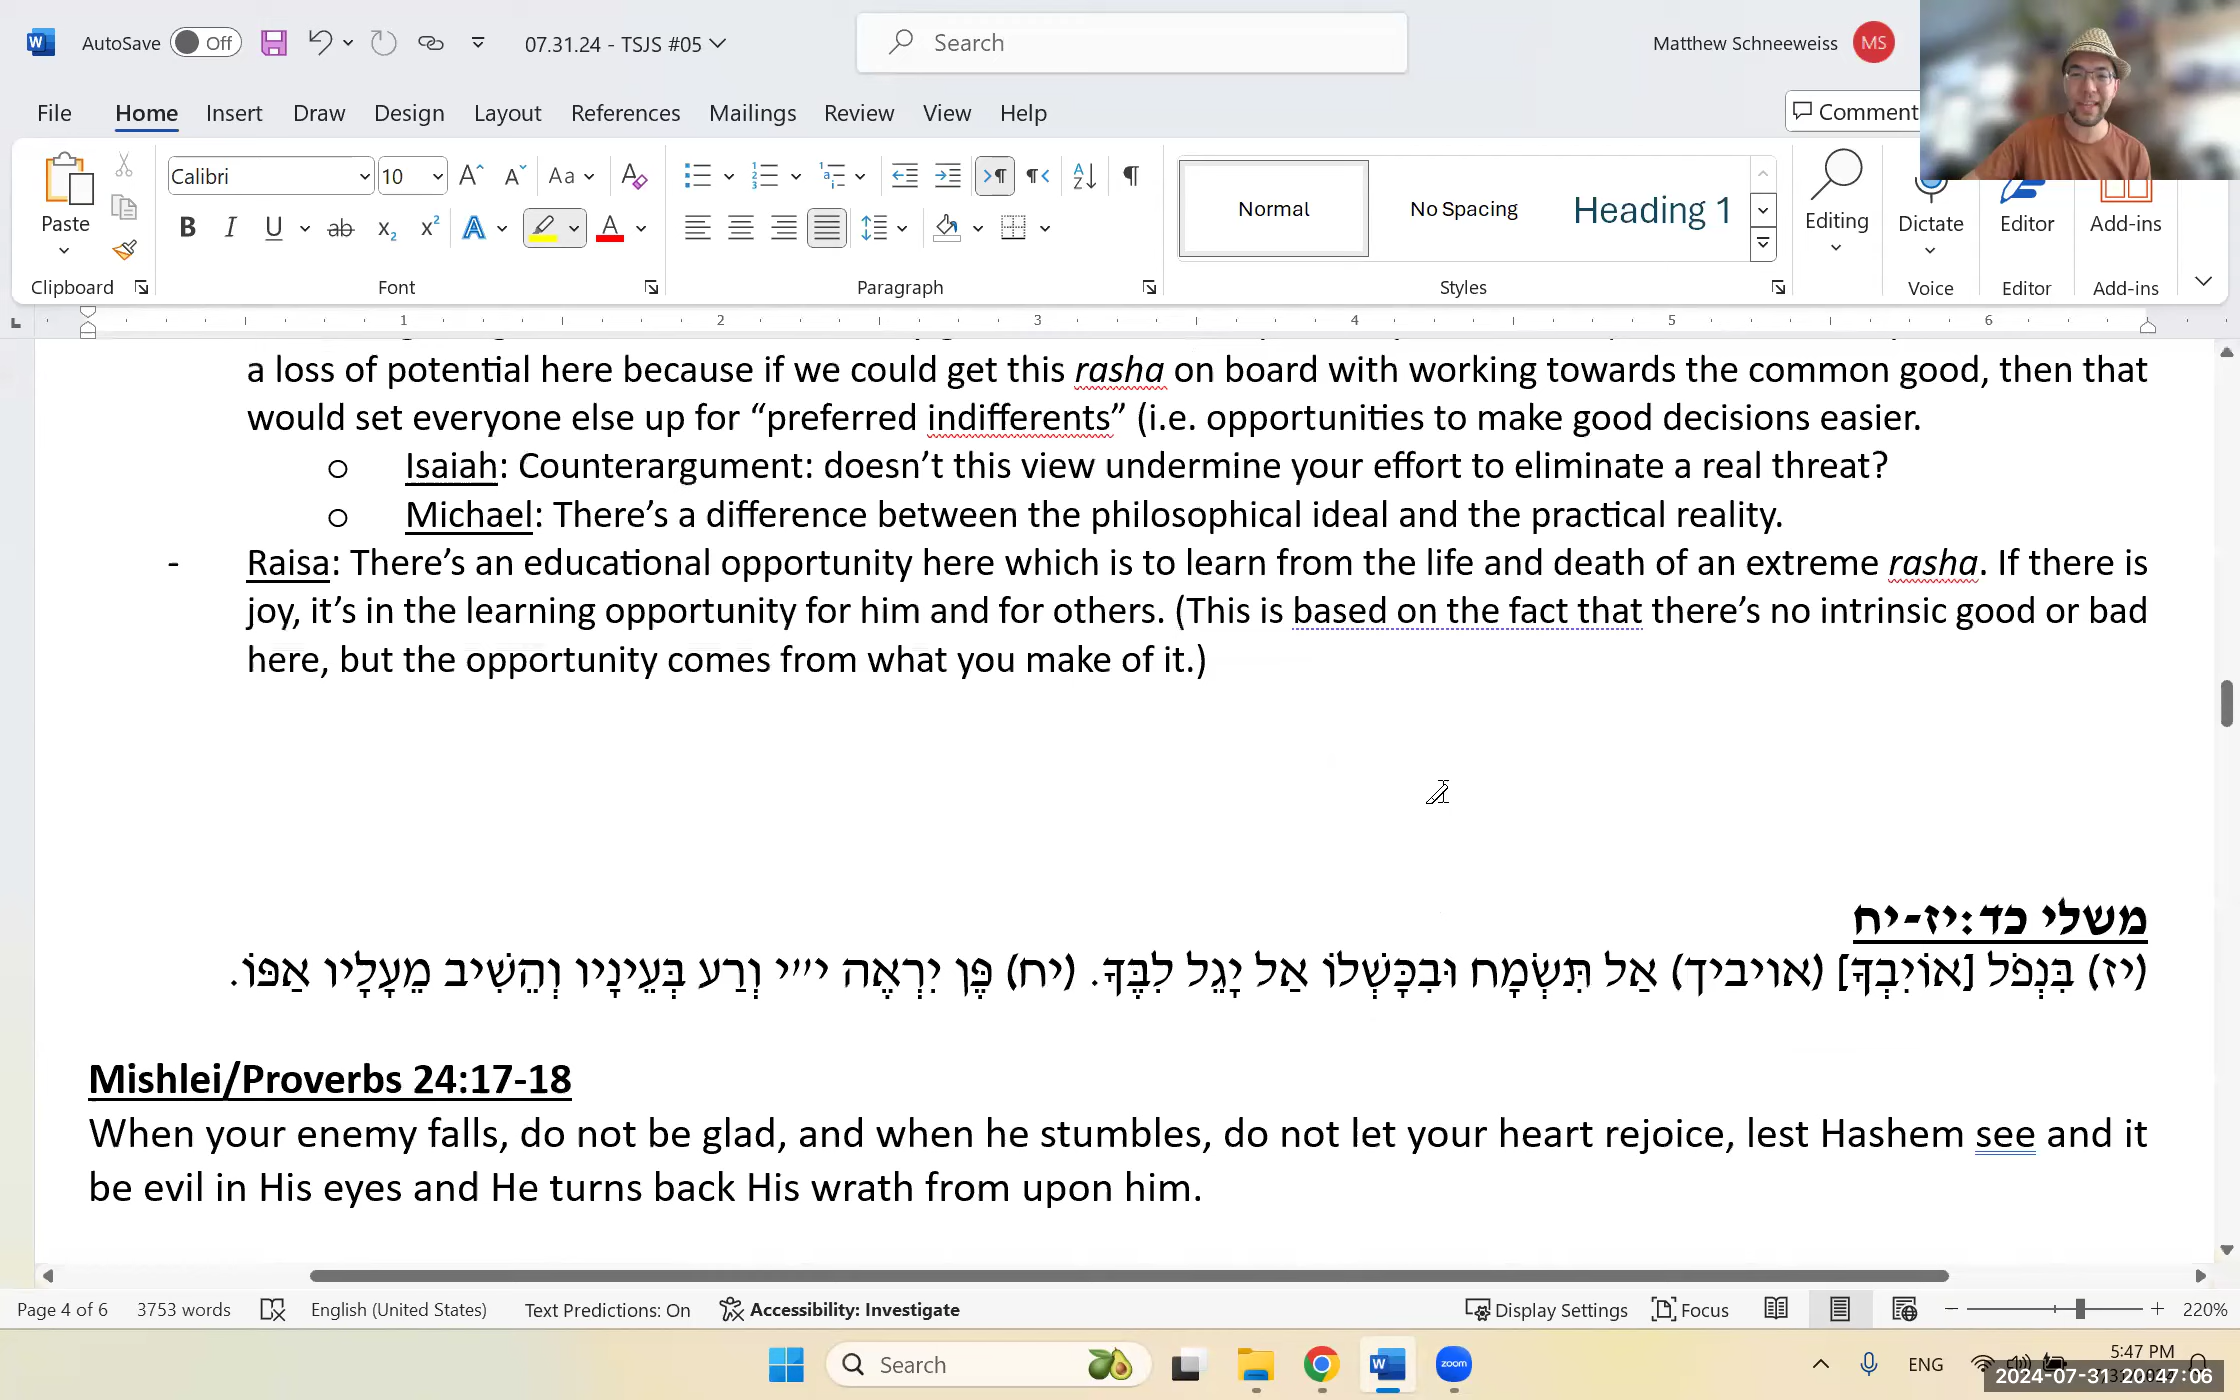 AutoSave Off 07.31.24 - TSJS #05 Search Matthew Schneeweiss MS
File Home Insert Draw Design Layout References Mailings Review View Help Comment
Paste Calibri 10 Aa Normal No Spacing Heading 1 Editing Dictate Editor Add-ins
Clipboard Font Paragraph Styles Voice Editor Add-ins
1 2 3 4 5 6
a loss of potential here because if we could get this rasha on board with working towards the common good, then that
would set everyone else up for “preferred indifferents” (i.e. opportunities to make good decisions easier.
o Isaiah: Counterargument: doesn’t this view undermine your effort to eliminate a real threat?
o Michael: There’s a difference between the philosophical ideal and the practical reality.
- Raisa: There’s an educational opportunity here which is to learn from the life and death of an extreme rasha. If there is
joy, it’s in the learning opportunity for him and for others. (This is based on the fact that there’s no intrinsic good or bad
here, but the opportunity comes from what you make of it.)
משלי כד:יז-יח
(יז) בִּנְפֹל [אוֹיִבְךָ] (אויביך) אַל תִּשְׂמָח וּבִכָּשְׁלוֹ אַל יָגֵל לִבֶּךָ. (יח) פֶּן יִרְאֶה י״י וְרַע בְּעֵינָיו וְהֵשִׁיב מֵעָלָיו אַפּוֹ.
Mishlei/Proverbs 24:17-18
When your enemy falls, do not be glad, and when he stumbles, do not let your heart rejoice, lest Hashem see and it
be evil in His eyes and He turns back His wrath from upon him.
Page 4 of 6 3753 words English (United States) Text Predictions: On Accessibility: Investigate Display Settings Focus 220%
Search zoom ENG 5:47 PM
2024-07-31 20:47:06